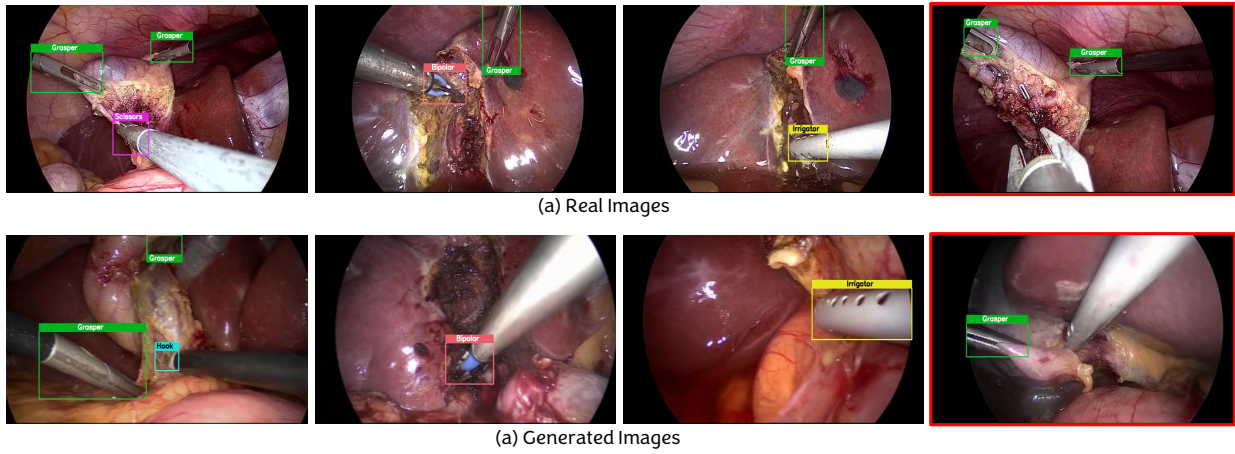 Grasper
Grasper
Scissors
Grasper
Bipolar
Grasper
Irrigator
Grasper
Grasper
(a) Real Images
Grasper
Grasper
Hook
Bipolar
Irrigator
Grasper
(a) Generated Images